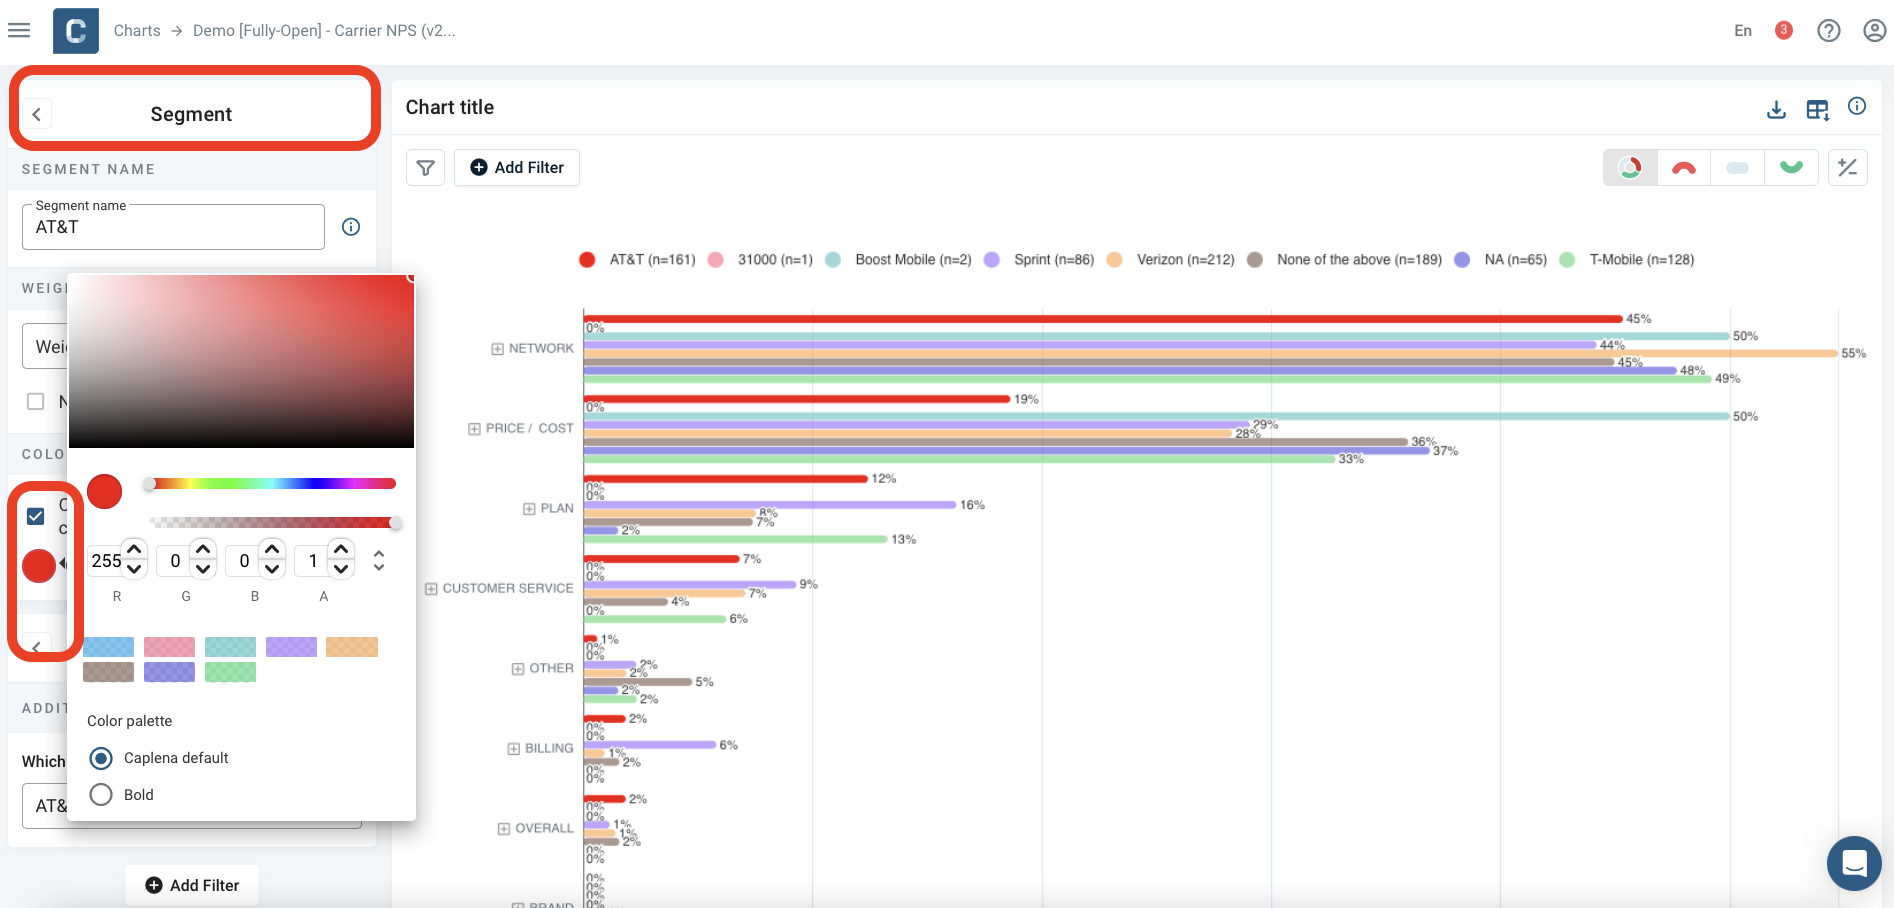 C
Charts → Demo [Fully-Open] - Carrier NPS (v2...
En
3
Segment
SEGMENT NAME
Segment name
AT&T
WEIG
Wei
COLO
255 0 0 1
R G B A
Color palette
Caplena default
Bold
ADDIT
Which
AT&
Add Filter
Chart title
Add Filter
AT&T (n=161) 31000 (n=1) Boost Mobile (n=2) Sprint (n=86) Verizon (n=212) None of the above (n=189) NA (n=65) T-Mobile (n=128)
NETWORK
45%
0%
50%
44%
55%
45%
48%
49%
PRICE / COST
19%
0%
50%
29%
28%
36%
37%
33%
PLAN
12%
0%
0%
16%
8%
7%
2%
13%
CUSTOMER SERVICE
7%
0%
0%
9%
7%
4%
0%
6%
OTHER
1%
0%
0%
2%
2%
5%
2%
2%
BILLING
2%
0%
0%
6%
1%
2%
0%
0%
OVERALL
2%
0%
0%
1%
1%
2%
0%
0%
BRAND
0%
0%
0%
0%